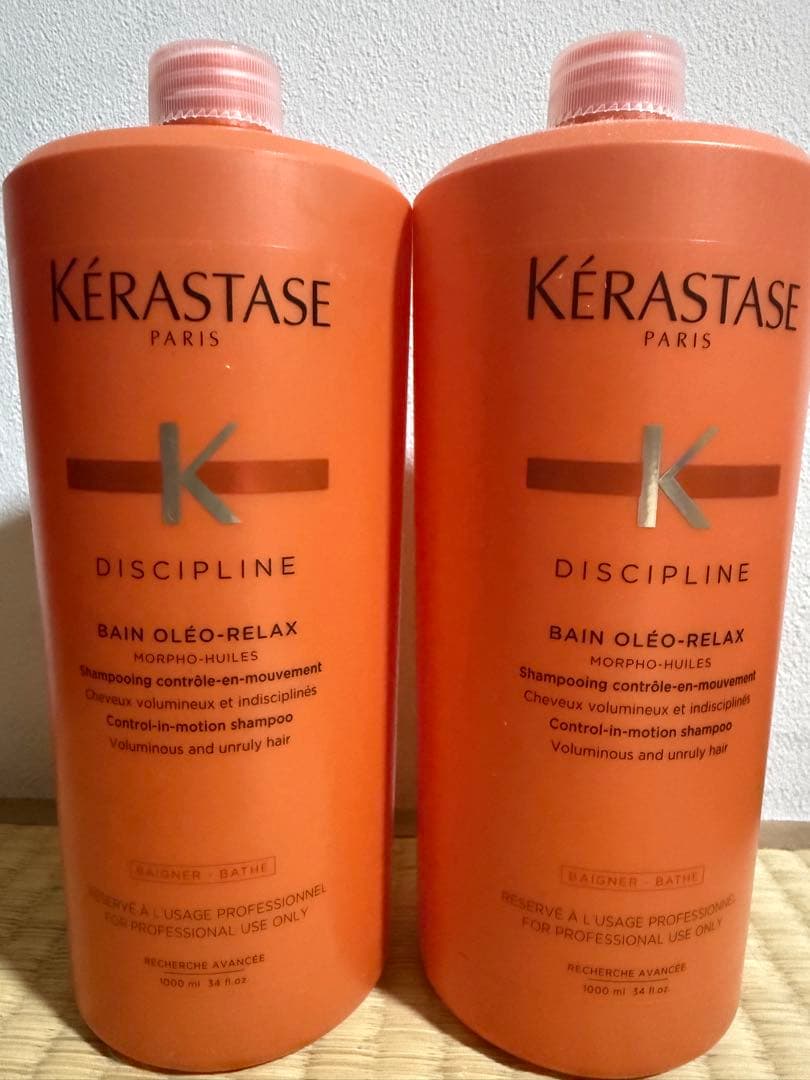 KÉRASTASE
PARIS
K
DISCIPLINE
BAIN OLÉO-RELAX
MORPHO-HUILES
Shampooing contrôle-en-mouvement
Cheveux volumineux et indisciplinés
Control-in-motion shampoo
Voluminous and unruly hair
BAIGNER - BATHE
RÉSERVÉ À L'USAGE PROFESSIONNEL
FOR PROFESSIONAL USE ONLY
RECHERCHE AVANCÉE
1000 ml 34 fl.oz.
KÉRASTASE
PARIS
K
DISCIPLINE
BAIN OLÉO-RELAX
MORPHO-HUILES
Shampooing contrôle-en-mouvement
Cheveux volumineux et indisciplinés
Control-in-motion shampoo
Voluminous and unruly hair
BAIGNER - BATHE
RÉSERVÉ À L'USAGE PROFESSIONNEL
FOR PROFESSIONAL USE ONLY
RECHERCHE AVANCÉE
1000 ml 34 fl.oz.